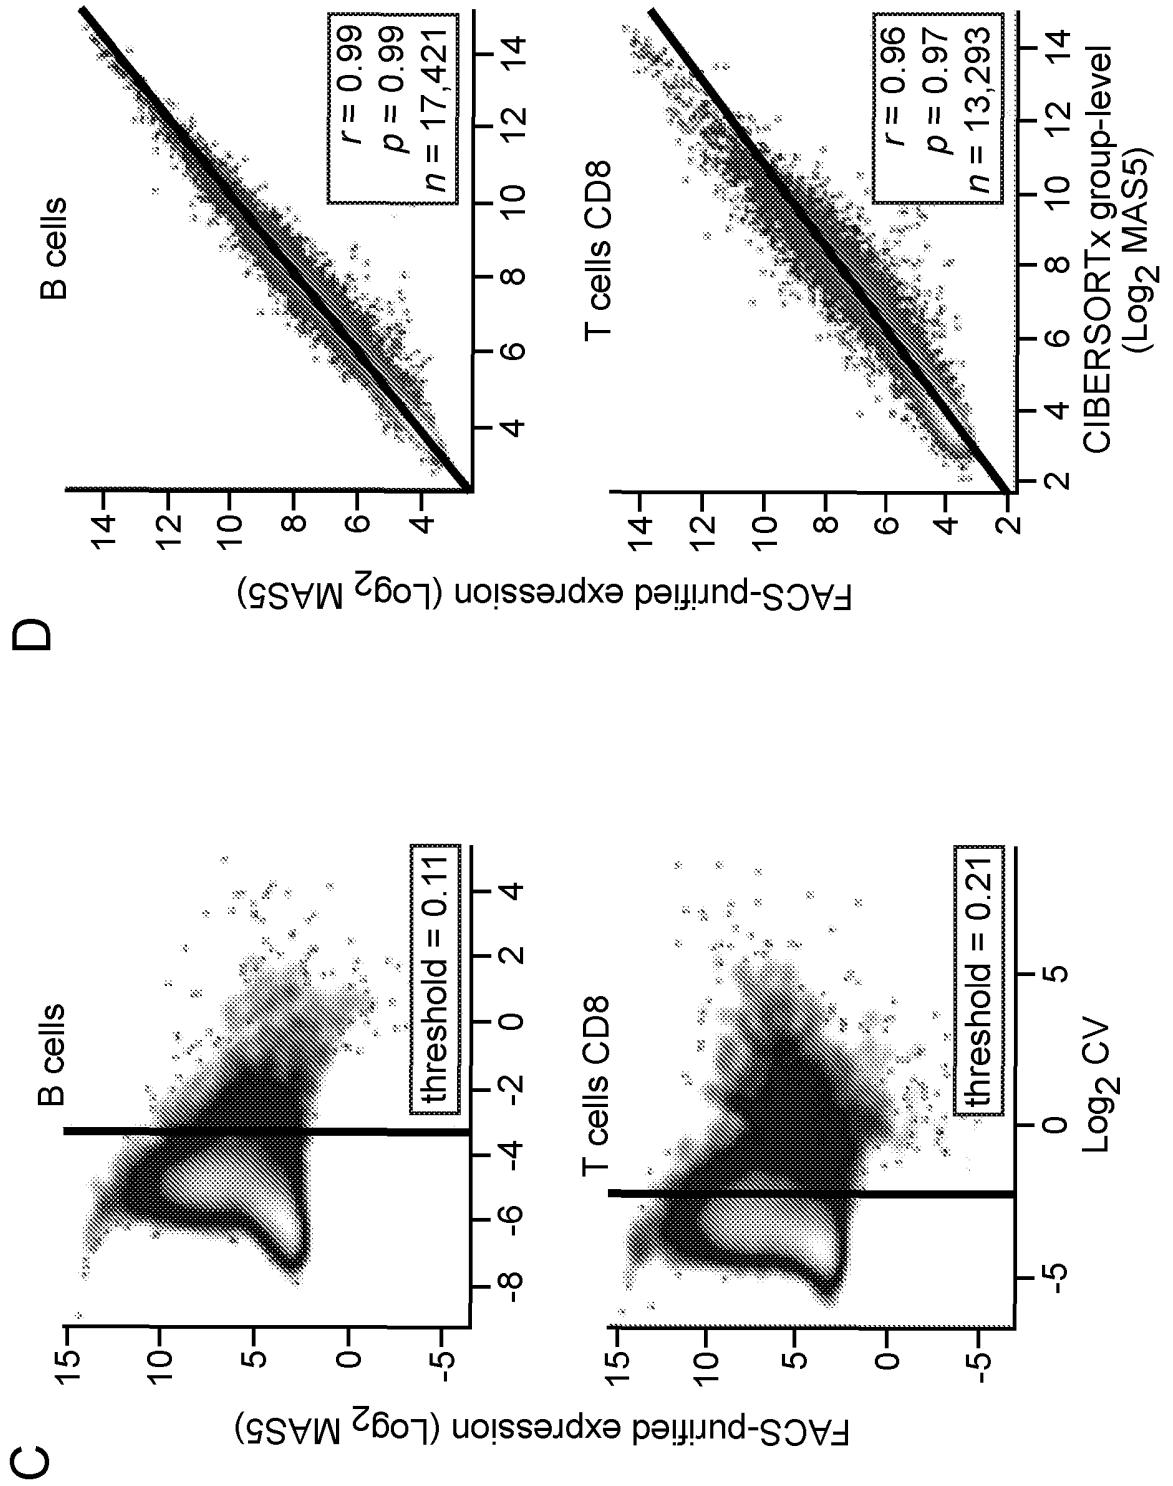 C
FACS-purified expression (Log2 MAS5)
B cells
15
10
5
0
-5
-8
-6
-4
-2
0
2
4
threshold = 0.11
T cells CD8
15
10
5
0
-5
-5
0
5
threshold = 0.21
Log2 CV
D
FACS-purified expression (Log2 MAS5)
B cells
14
12
10
8
6
4
4
6
8
10
12
14
r = 0.99
p = 0.99
n = 17,421
T cells CD8
14
12
10
8
6
4
2
2
4
6
8
10
12
14
r = 0.96
p = 0.97
n = 13,293
CIBERSORTx group-level
(Log2 MAS5)